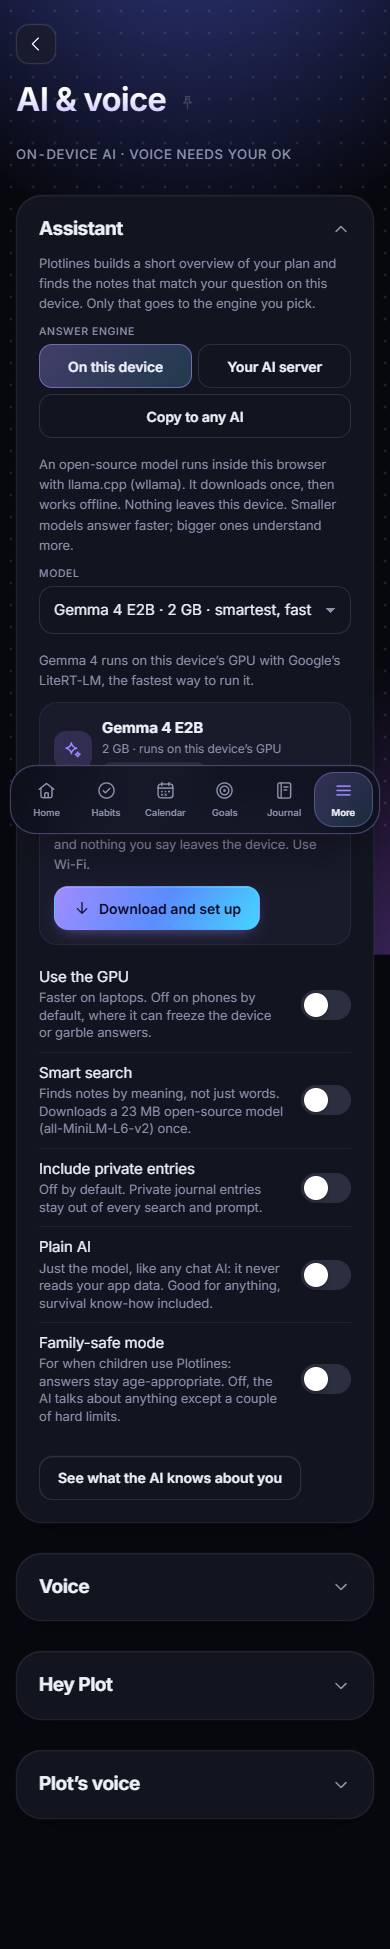 AI & voice
ON-DEVICE AI · VOICE NEEDS YOUR OK
Assistant
Plotlines builds a short overview of your plan and
finds the notes that match your question on this
device. Only that goes to the engine you pick.
ANSWER ENGINE
On this device
Your AI server
Copy to any AI
An open-source model runs inside this browser
with llama.cpp (wllama). It downloads once, then
works offline. Nothing leaves this device. Smaller
models answer faster; bigger ones understand
more.
MODEL
Gemma 4 E2B · 2 GB · smartest, fast
Gemma 4 runs on this device's GPU with Google's
LiteRT-LM, the fastest way to run it.
Gemma 4 E2B
2 GB · runs on this device's GPU
Home
Habits
Calendar
Goals
Journal
More
and nothing you say leaves the device. Use
Wi-Fi.
Download and set up
Use the GPU
Faster on laptops. Off on phones by
default, where it can freeze the device
or garble answers.
Smart search
Finds notes by meaning, not just words.
Downloads a 23 MB open-source model
(all-MiniLM-L6-v2) once.
Include private entries
Off by default. Private journal entries
stay out of every search and prompt.
Plain AI
Just the model, like any chat AI: it never
reads your app data. Good for anything,
survival know-how included.
Family-safe mode
For when children use Plotlines:
answers stay age-appropriate. Off, the
AI talks about anything except a couple
of hard limits.
See what the AI knows about you
Voice
Hey Plot
Plot's voice